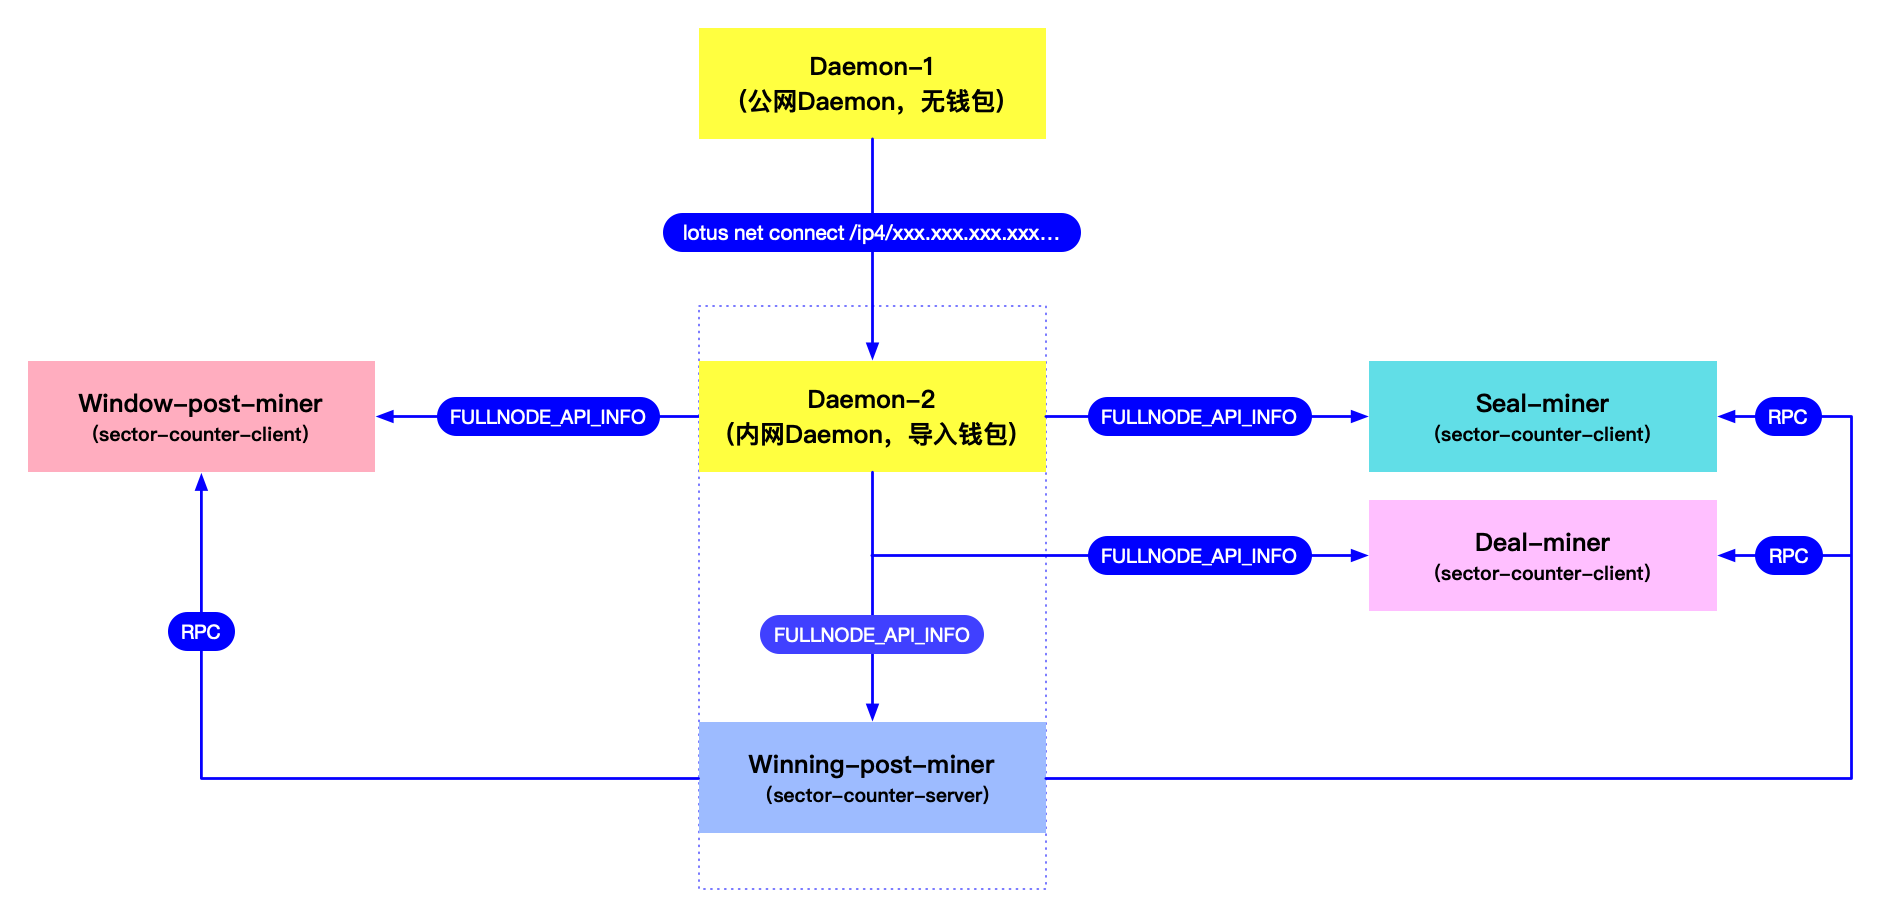 Daemon-1
(公网Daemon，无钱包)
lotus net connect /ip4/xxx.xxx.xxx.xxx...
Window-post-miner
(sector-counter-client)
FULLNODE_API_INFO
Daemon-2
(内网Daemon，导入钱包)
FULLNODE_API_INFO
Seal-miner
(sector-counter-client)
RPC
FULLNODE_API_INFO
Deal-miner
(sector-counter-client)
RPC
RPC
FULLNODE_API_INFO
Winning-post-miner
(sector-counter-server)